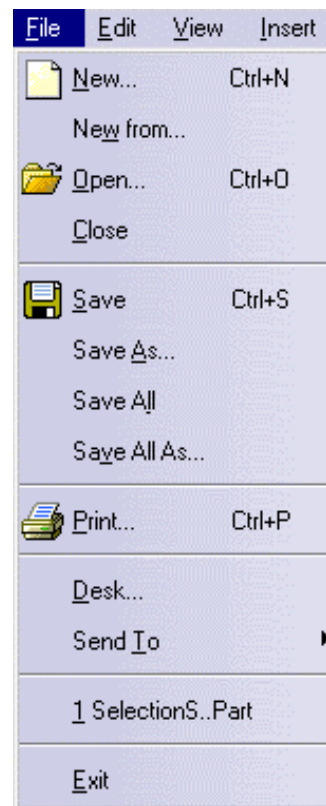 File Edit View Insert
New... Ctrl+N
New from...
Open... Ctrl+O
Close
Save Ctrl+S
Save As...
Save All
Save All As...
Print... Ctrl+P
Desk...
Send To
1 SelectionS..Part
Exit